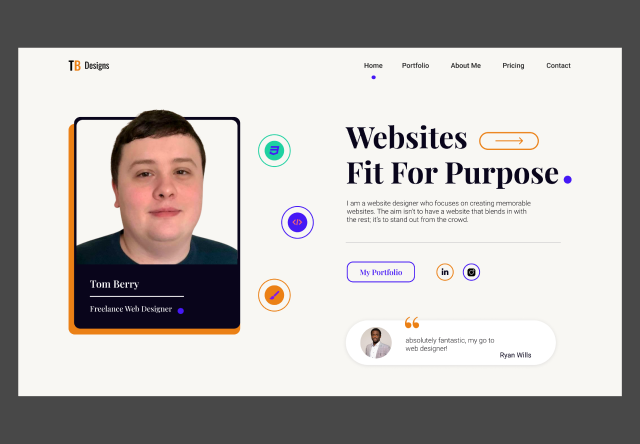 TB Designs
Home Portfolio About Me Pricing Contact
Tom Berry
Freelance Web Designer
Websites
Fit For Purpose
I am a website designer who focuses on creating memorable
websites. The aim isn't to have a website that blends in with
the rest; it's to stand out from the crowd.
My Portfolio
in
“
absolutely fantastic, my go to
web designer!
Ryan Wills